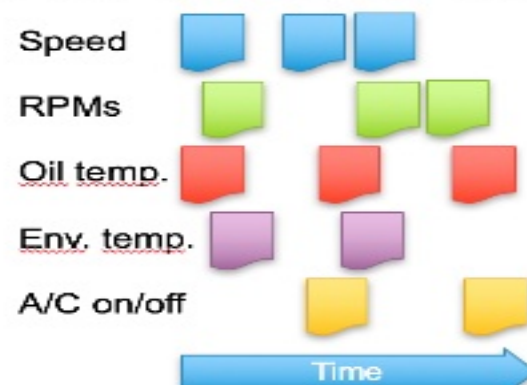 Speed
RPMs
Oil temp.
Env. temp.
A/C on/off
Time